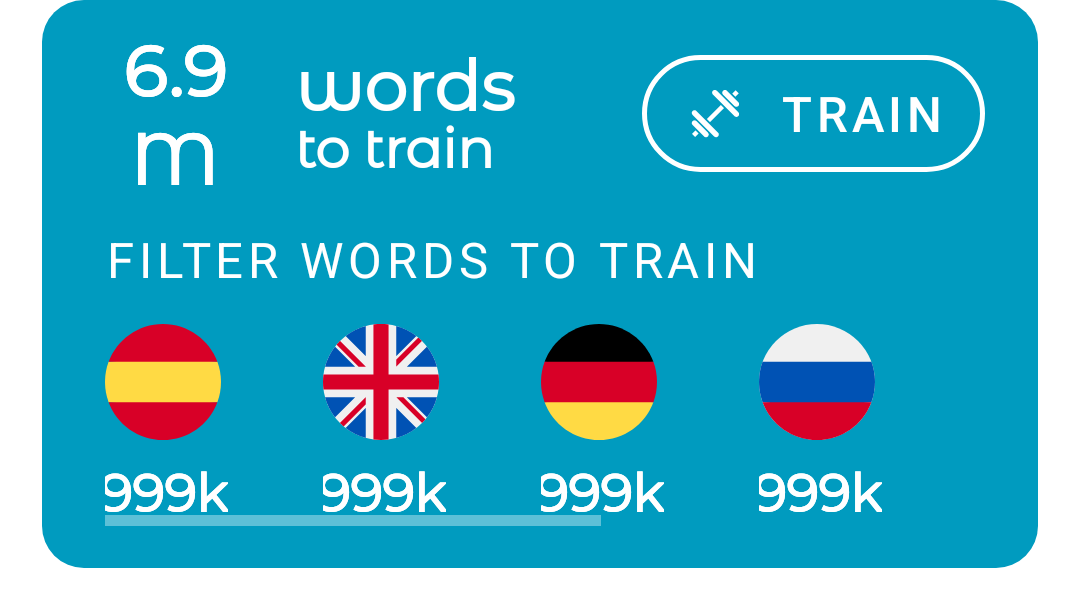 6.9
m
words
to train
TRAIN
FILTER WORDS TO TRAIN
999k 999k 999k 999k